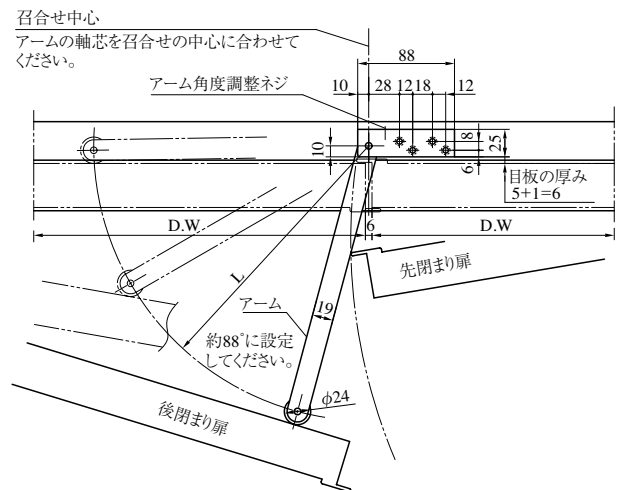 召合せ中心
アームの軸芯を召合せの中心に合わせて
ください。
88
アーム角度調整ネジ
10 28 12 18 12
10
8
25
6
目板の厚み
5+1=6
D.W
6
D.W
L
先閉まり扉
アーム
19
約88°に設定
してください。
φ24
後閉まり扉